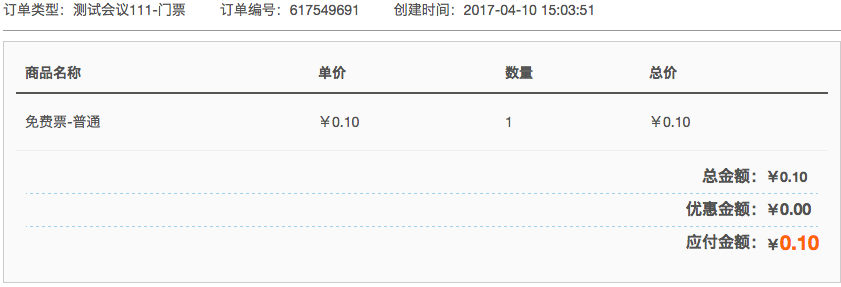 订单类型：测试会议111-门票 订单编号：617549691 创建时间：2017-04-10 15:03:51
商品名称 单价 数量 总价
免费票-普通 ￥0.10 1 ￥0.10
总金额：￥0.10
优惠金额：￥0.00
应付金额：￥0.10